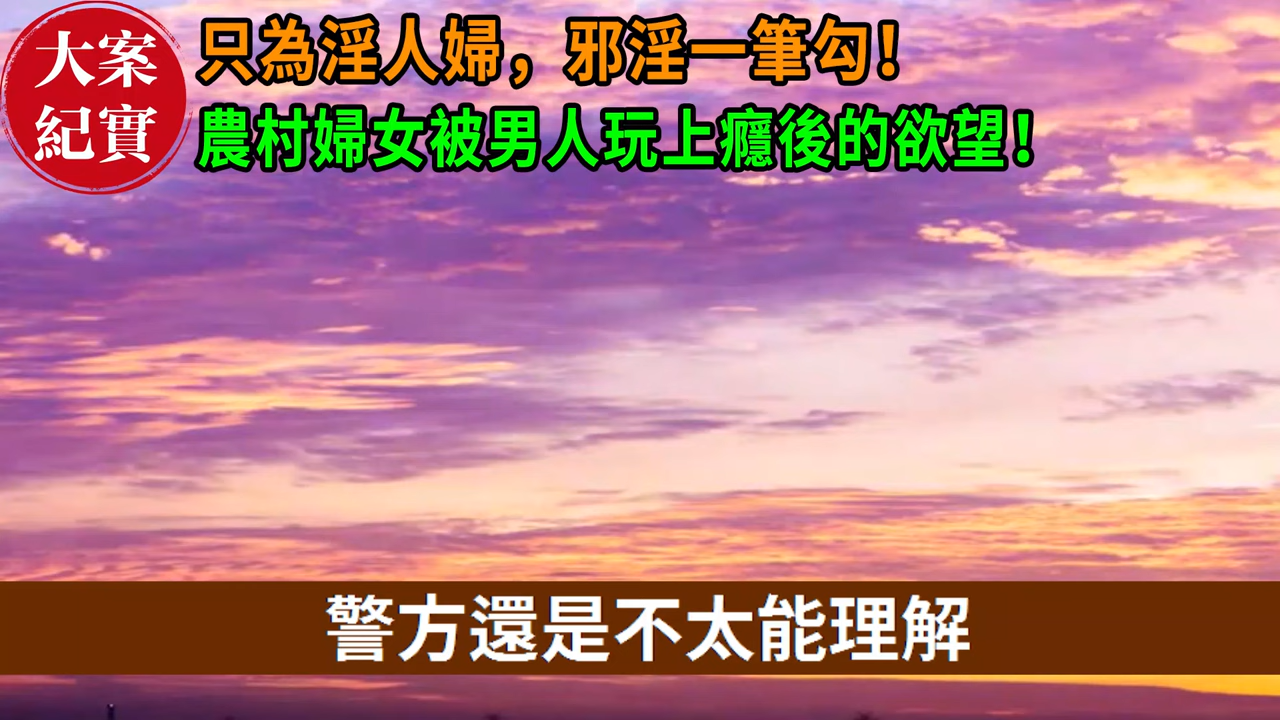 大案
紀實
只為淫人婦，邪淫一筆勾！
農村婦女被男人玩上癮後的欲望！
警方還是不太能理解